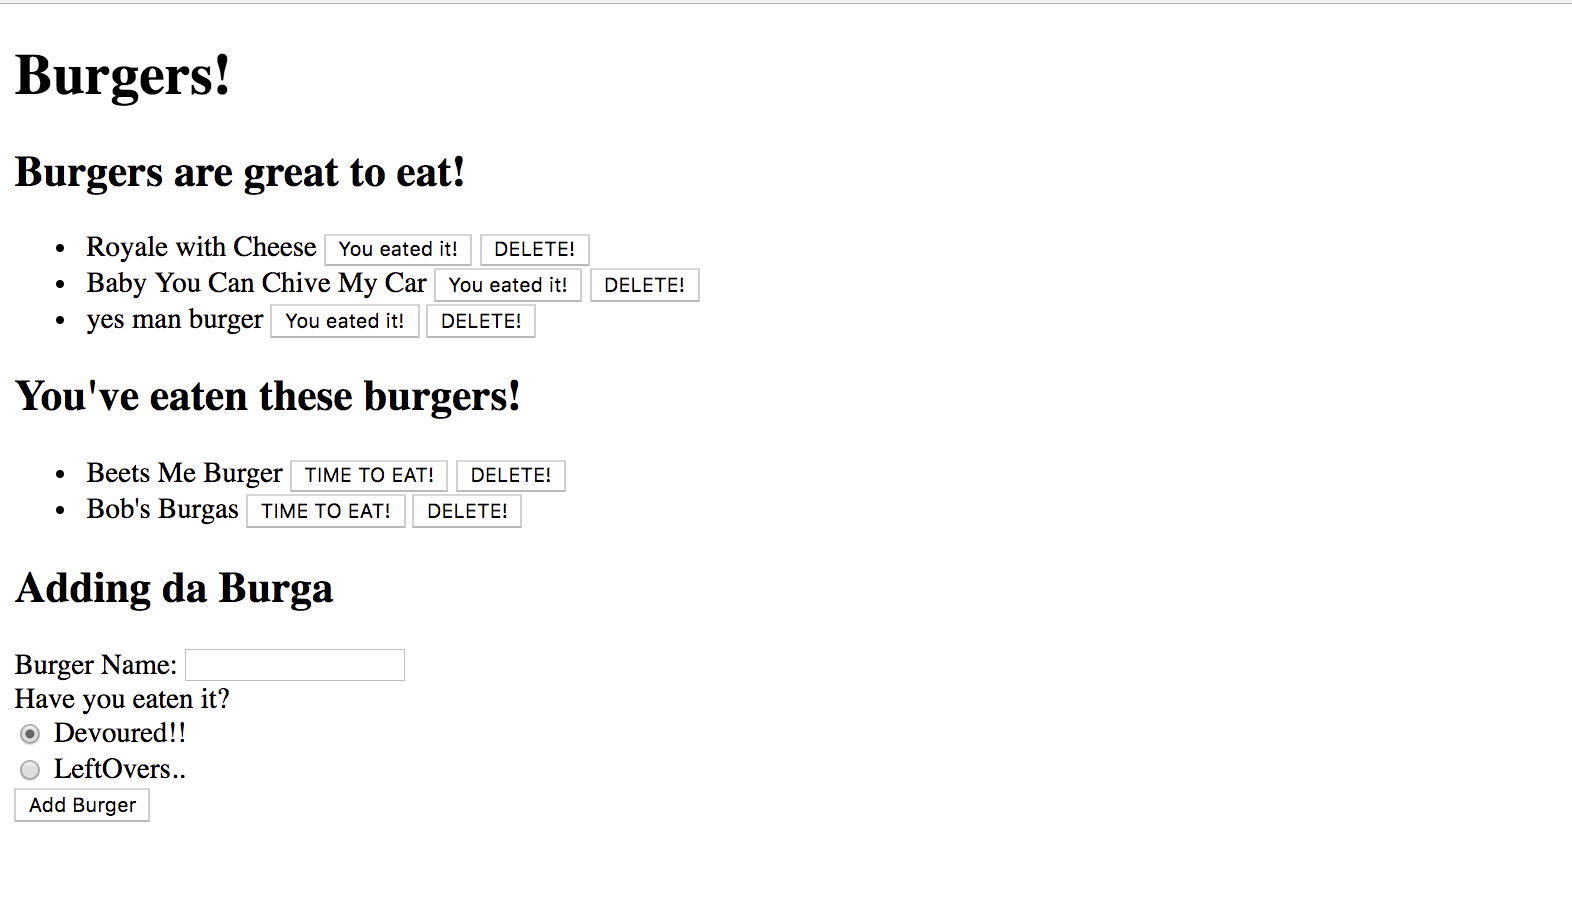 Burgers!
Burgers are great to eat!
Royale with Cheese You eated it! DELETE!
Baby You Can Chive My Car You eated it! DELETE!
yes man burger You eated it! DELETE!
You've eaten these burgers!
Beets Me Burger TIME TO EAT! DELETE!
Bob's Burgas TIME TO EAT! DELETE!
Adding da Burga
Burger Name:
Have you eaten it?
Devoured!!
LeftOvers..
Add Burger